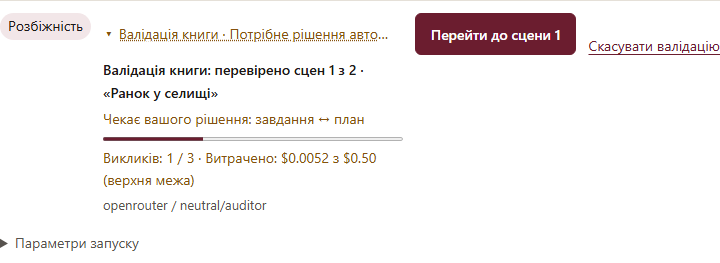 Розбіжність
▾ Валідація книги · Потрібне рішення авто…
Перейти до сцени 1
Скасувати валідацію
Валідація книги: перевірено сцен 1 з 2 ·
«Ранок у селищі»
Чекає вашого рішення: завдання ↔ план
Викликів: 1 / 3 · Витрачено: $0.0052 з $0.50
(верхня межа)
openrouter / neutral/auditor
▶ Параметри запуску